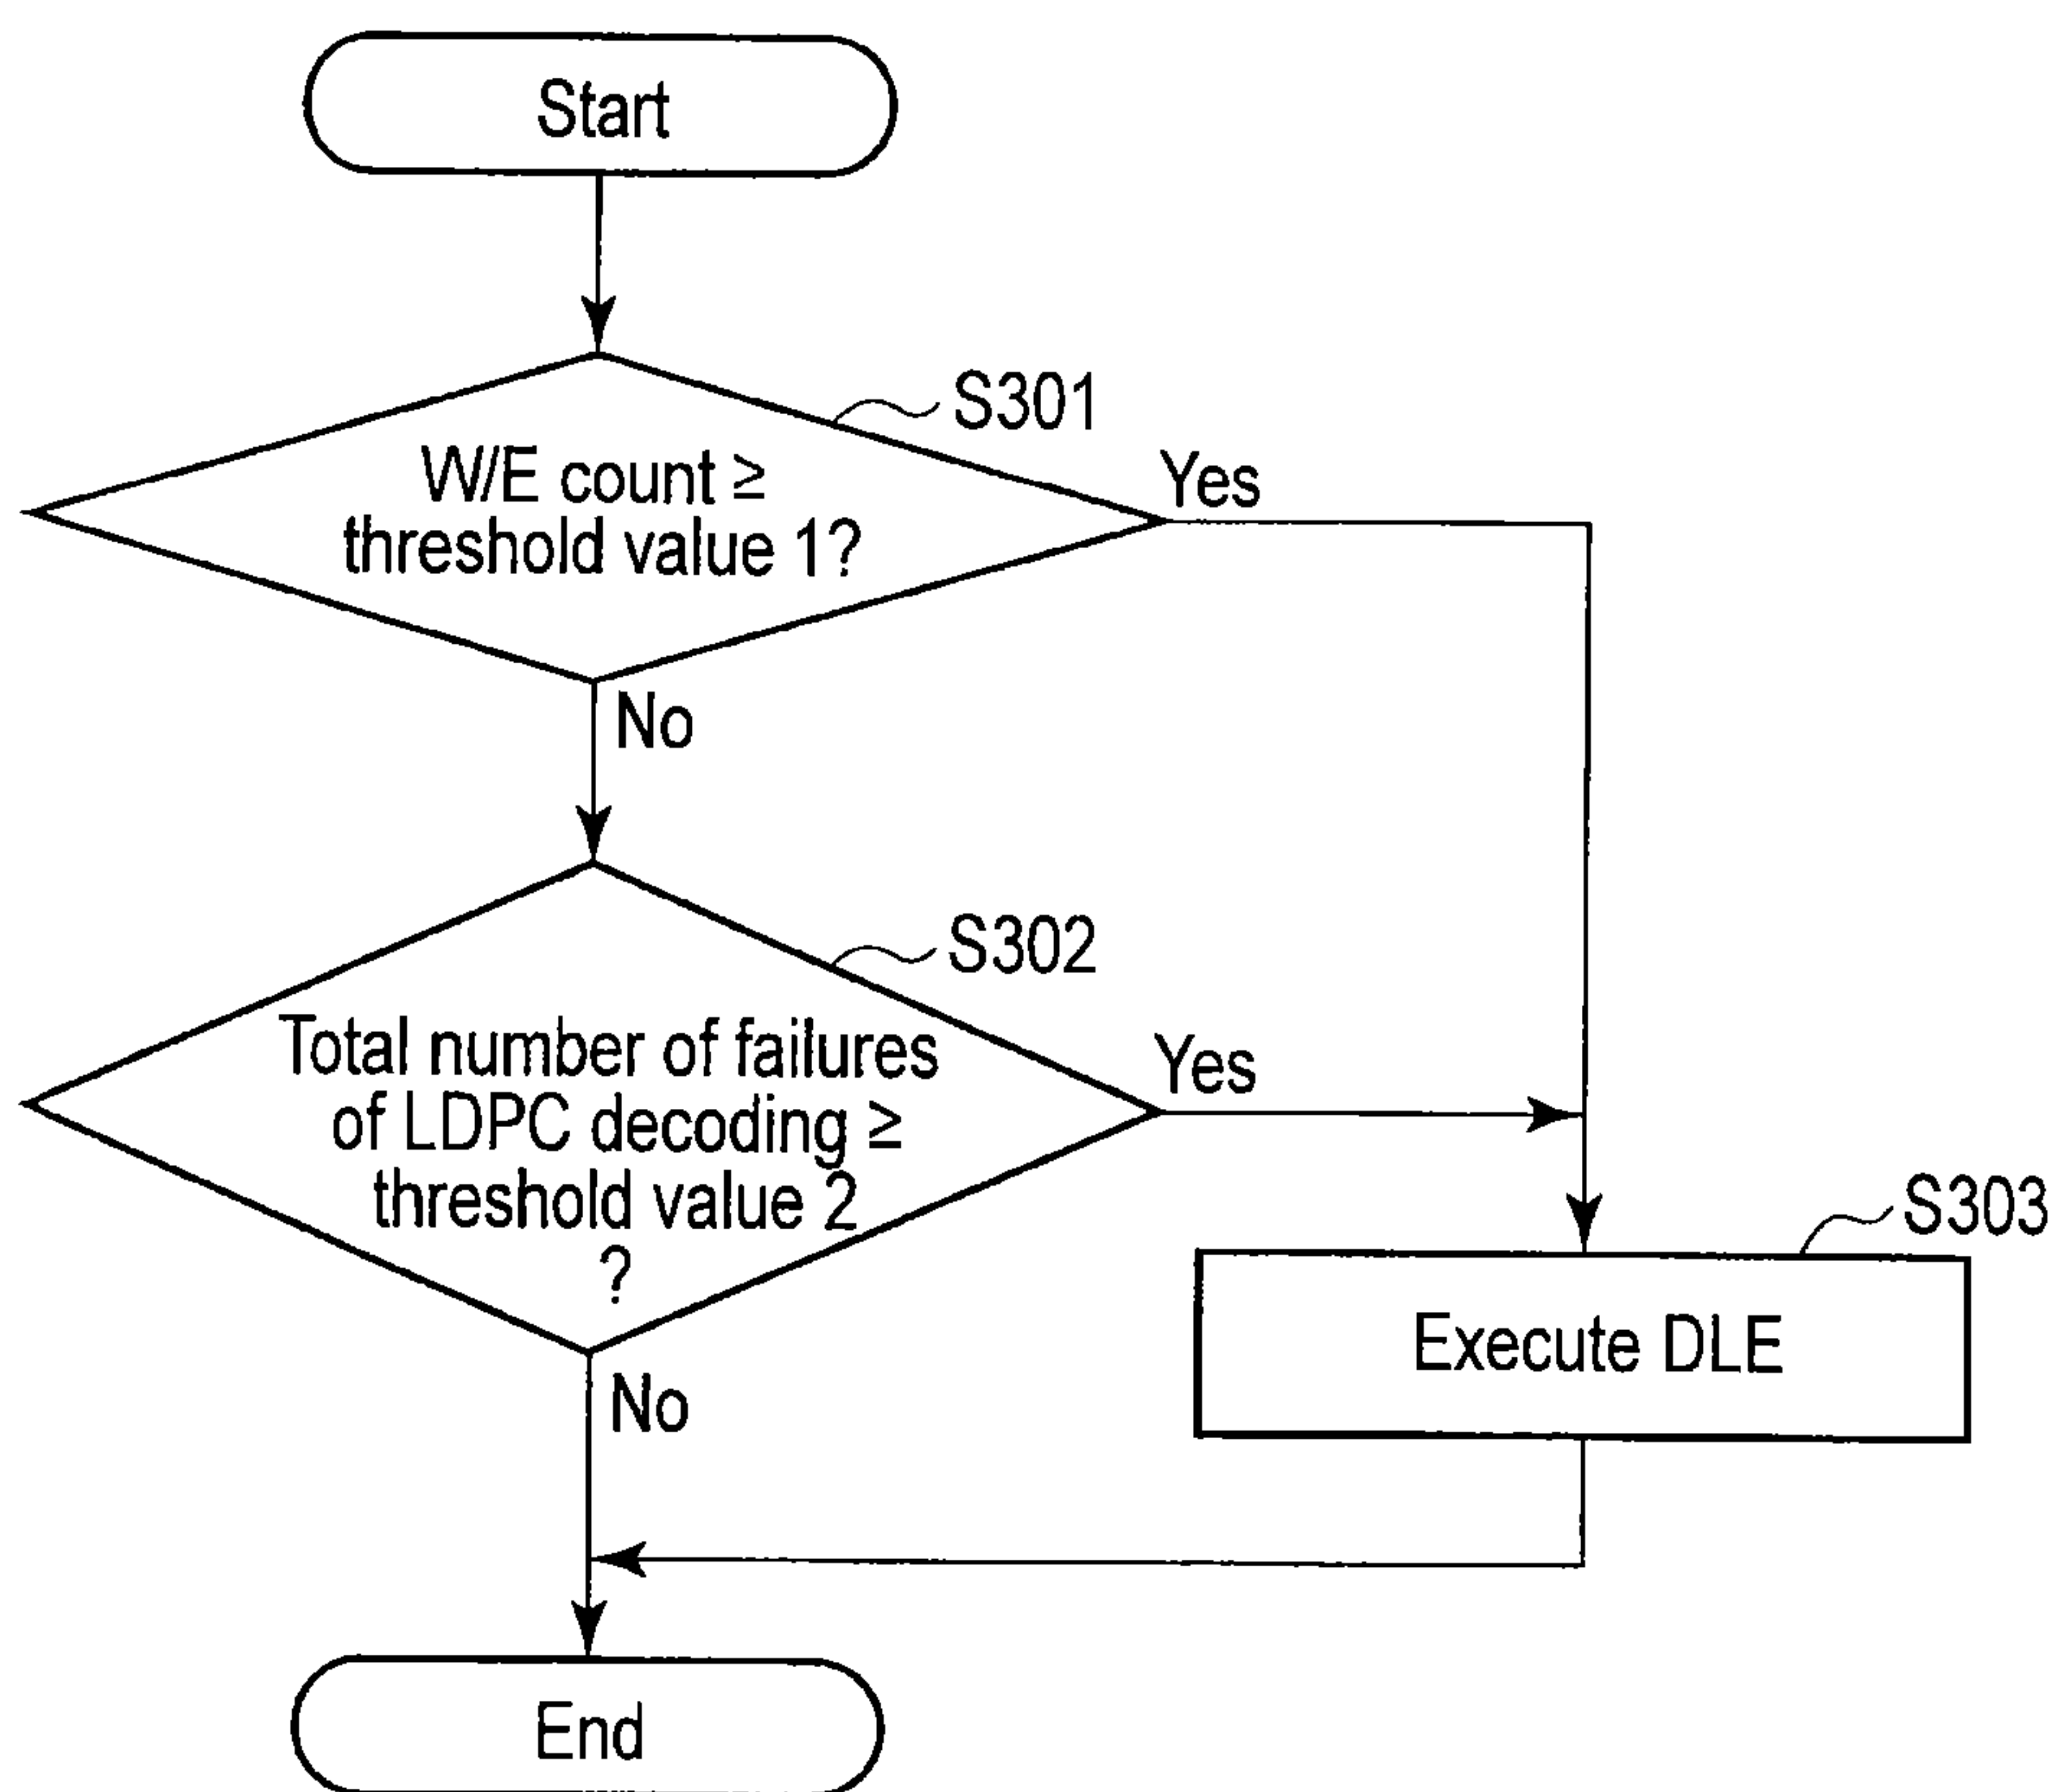 Start
S301
W/E count ≥
threshold value 1?
Yes
No
S302
Total number of failures
of LDPC decoding ≥
threshold value 2
?
Yes
S303
Execute DLE
No
End